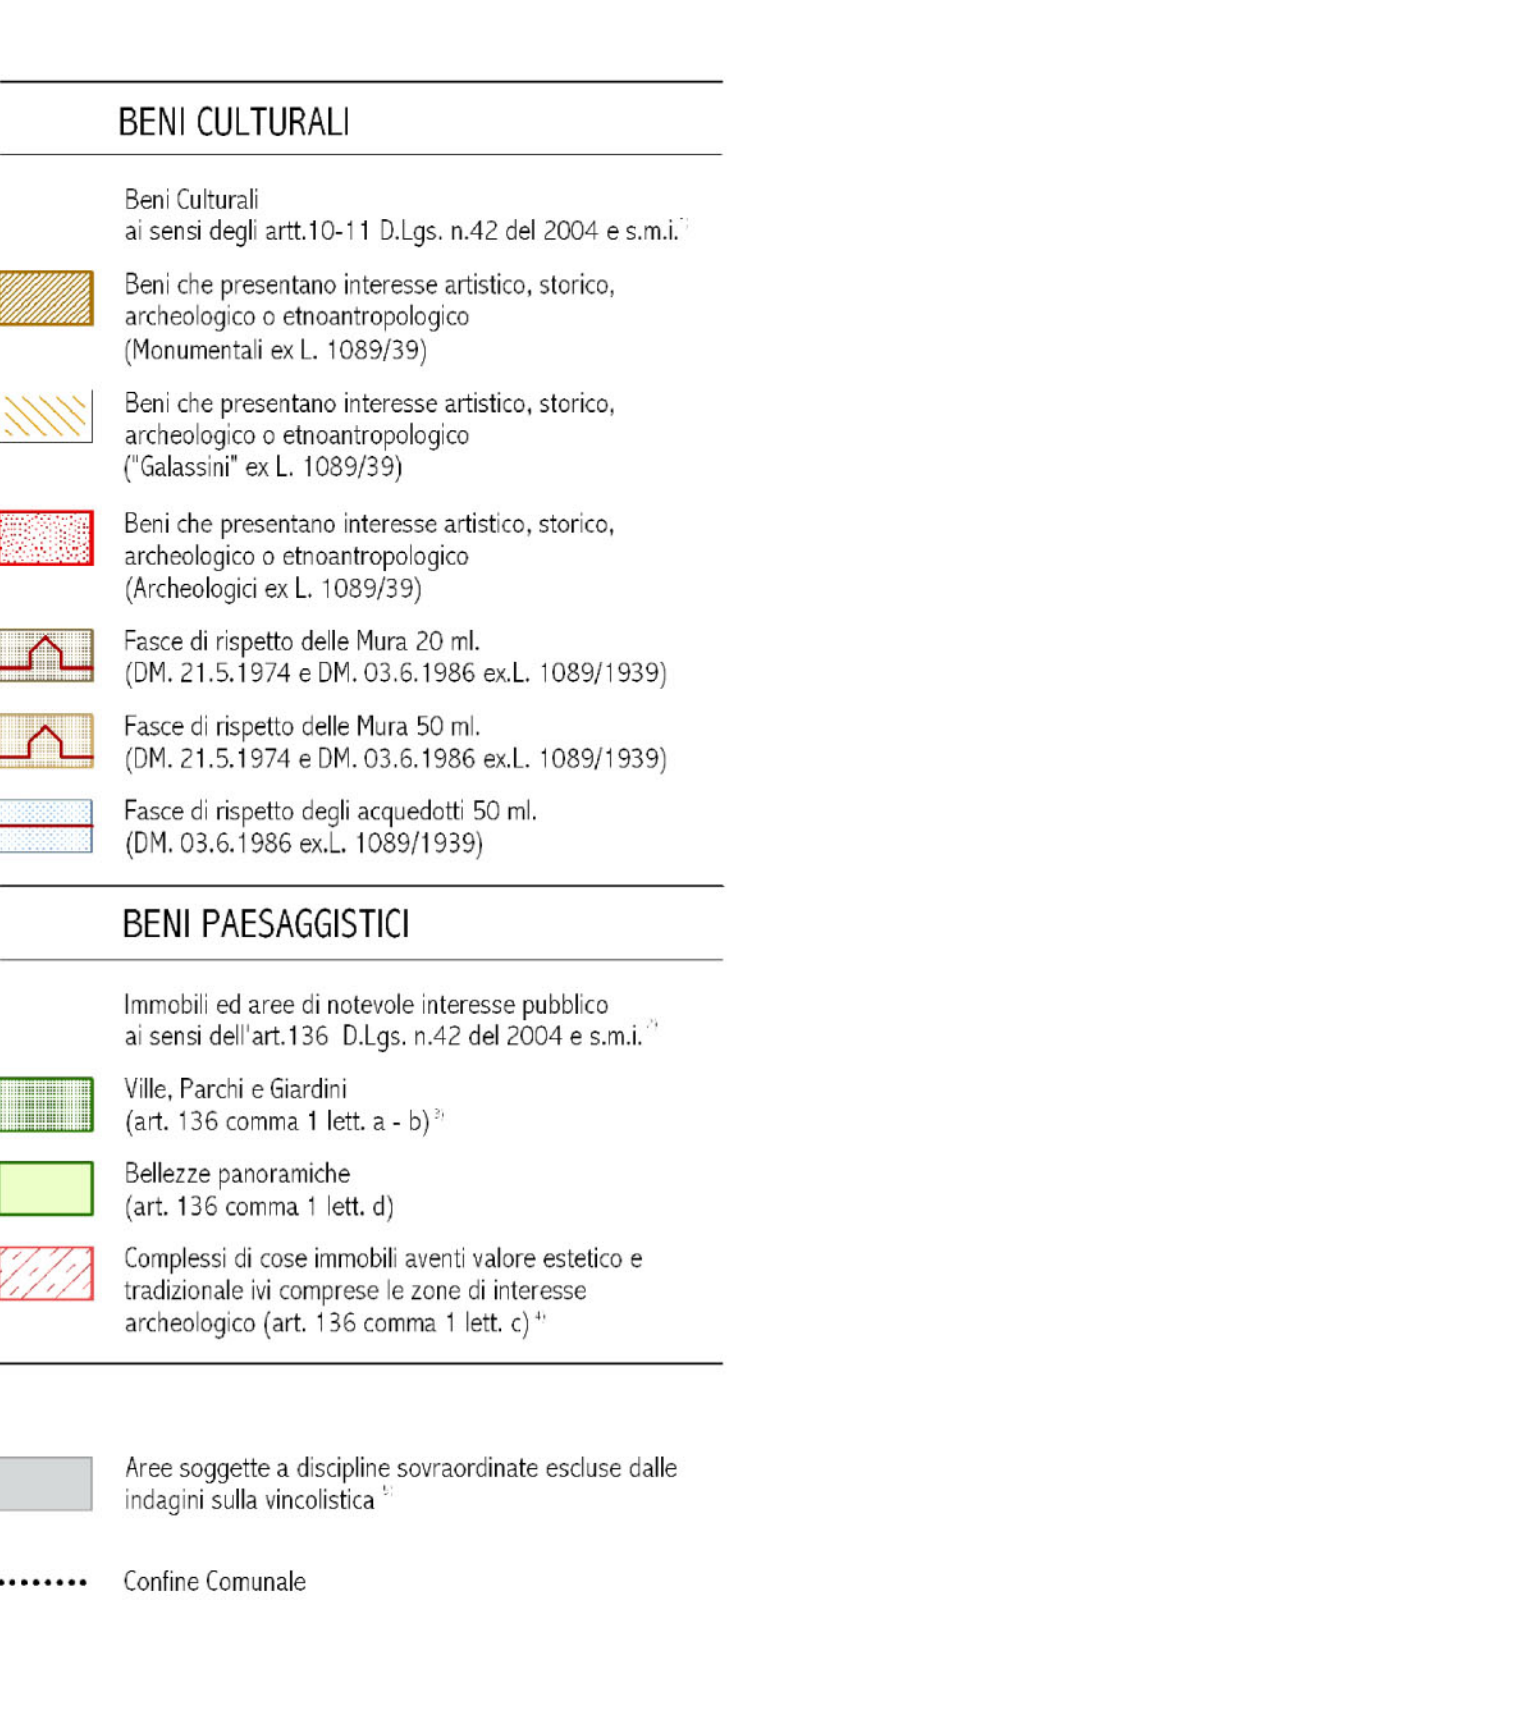 BENI CULTURALI
Beni Culturali
ai sensi degli artt.10-11 D.Lgs. n.42 del 2004 e s.m.i.
Beni che presentano interesse artistico, storico,
archeologico o etnoantropologico
(Monumentali ex L. 1089/39)
Beni che presentano interesse artistico, storico,
archeologico o etnoantropologico
("Galassini" ex L. 1089/39)
Beni che presentano interesse artistico, storico,
archeologico o etnoantropologico
(Archeologici ex L. 1089/39)
Fasce di rispetto delle Mura 20 ml.
(DM. 21.5.1974 e DM. 03.6.1986 ex.L. 1089/1939)
Fasce di rispetto delle Mura 50 ml.
(DM. 21.5.1974 e DM. 03.6.1986 ex.L. 1089/1939)
Fasce di rispetto degli acquedotti 50 ml.
(DM. 03.6.1986 ex.L. 1089/1939)
BENI PAESAGGISTICI
Immobili ed aree di notevole interesse pubblico
ai sensi dell'art.136 D.Lgs. n.42 del 2004 e s.m.i.
Ville, Parchi e Giardini
(art. 136 comma 1 lett. a - b) 3)
Bellezze panoramiche
(art. 136 comma 1 lett. d)
Complessi di cose immobili aventi valore estetico e
tradizionale ivi comprese le zone di interesse
archeologico (art. 136 comma 1 lett. c) 4)
Aree soggette a discipline sovraordinate escluse dalle
indagini sulla vincolistica
Confine Comunale